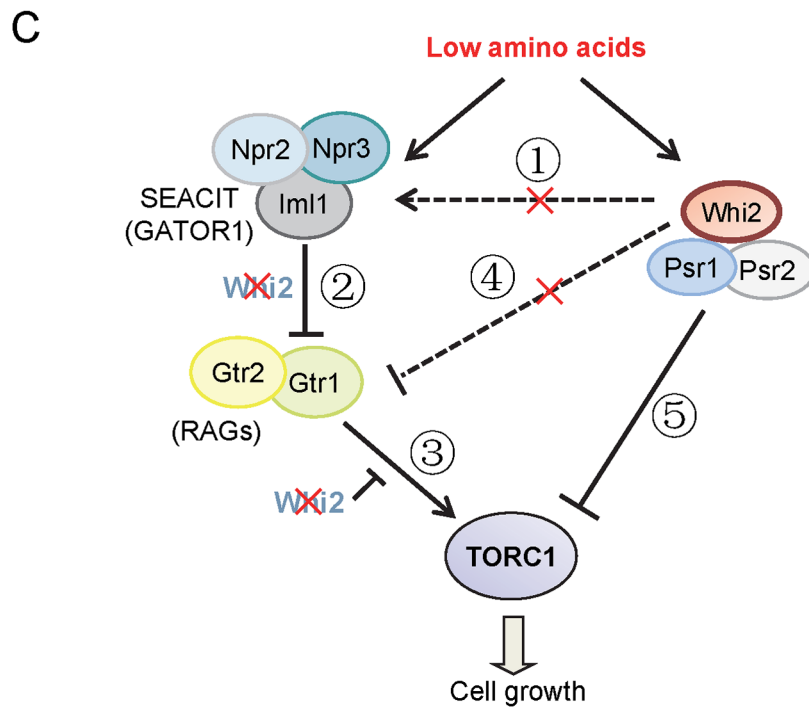 C
Low amino acids
Npr2
Npr3
①
SEACIT
(GATOR1)
Iml1
Whi2
Psr1
Psr2
Whi2
②
④
Gtr2
Gtr1
(RAGs)
③
⑤
Whi2
TORC1
Cell growth